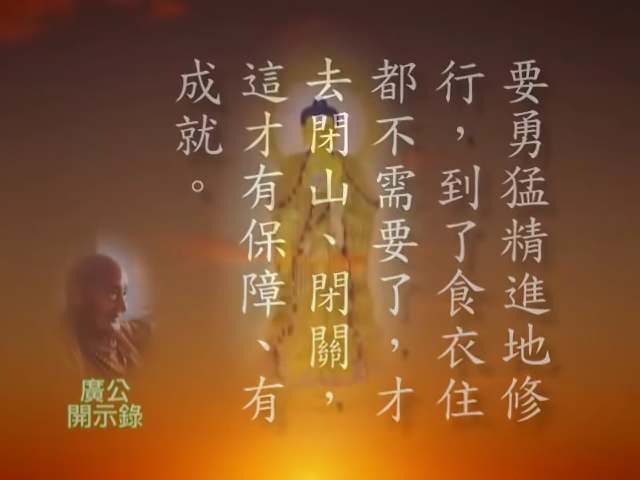 要勇猛精進地修
行，到了食衣住
都不需要了，才
去閉山、閉關，
這才有保障、有
成就。
廣公
開示錄